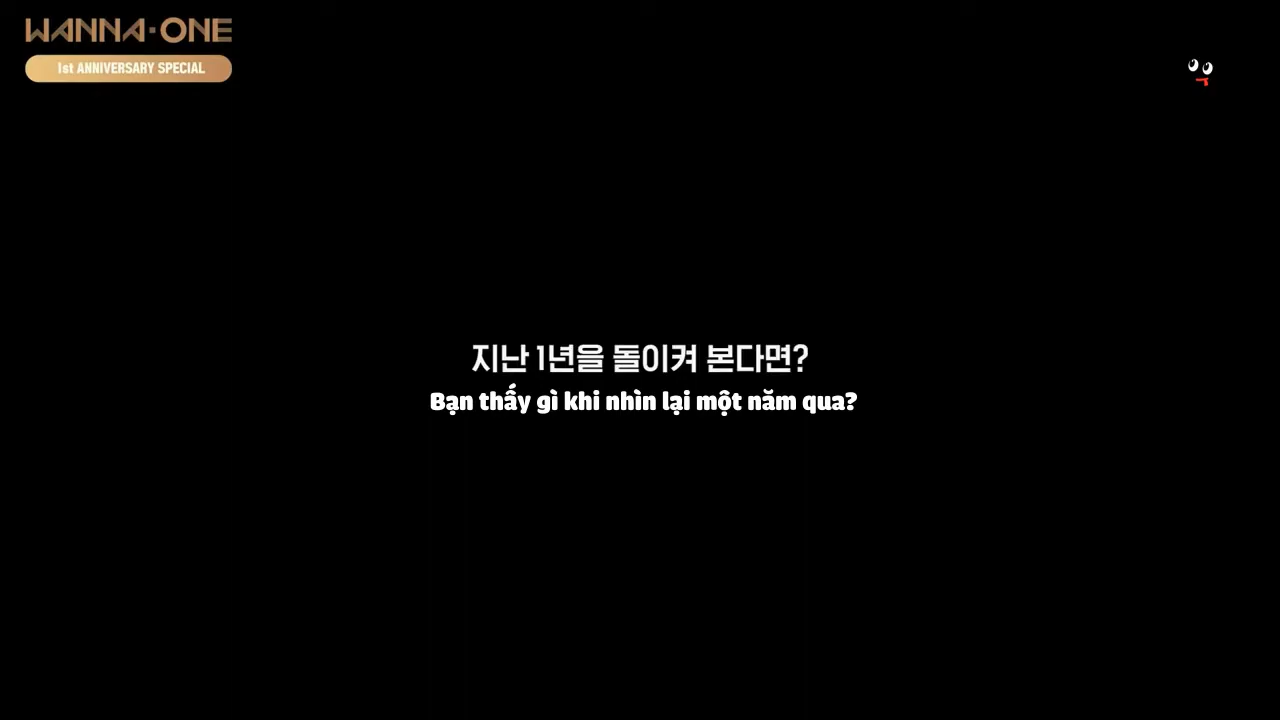 WANNA·ONE
1st ANNIVERSARY SPECIAL
지난 1년을 돌이켜 본다면?
Bạn thấy gì khi nhìn lại một năm qua?